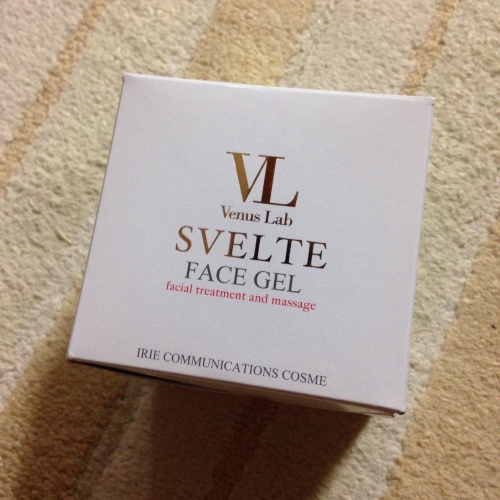 VL
Venus Lab
SVELTE
FACE GEL
facial treatment and massage
IRIE COMMUNICATIONS COSME